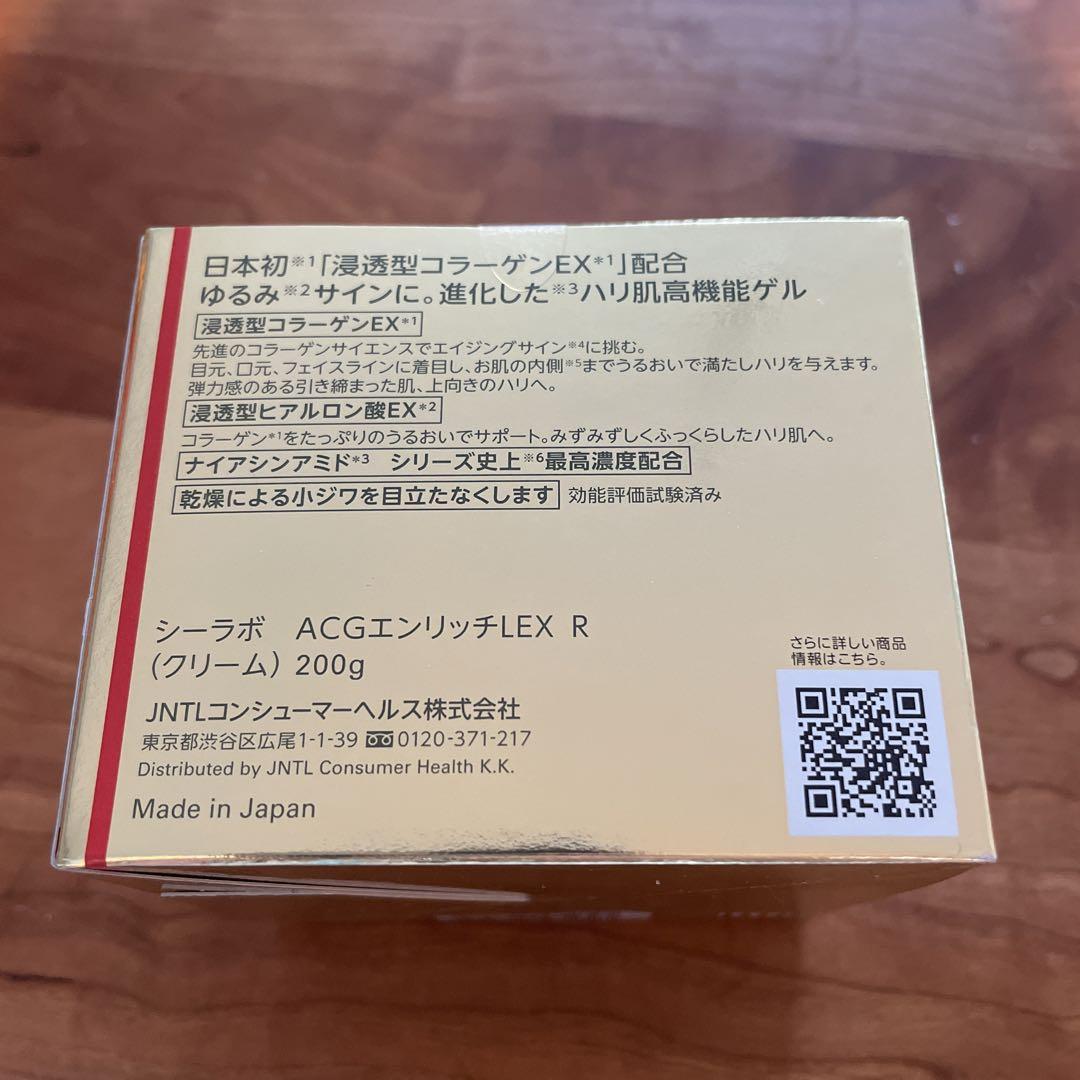 日本初※1「浸透型コラーゲンEX*1」配合
ゆるみ※2サインに。進化した※3ハリ肌高機能ゲル
浸透型コラーゲンEX*1
先進のコラーゲンサイエンスでエイジングサイン※4に挑む。
目元、口元、フェイスラインに着目し、お肌の内側※5までうるおいで満たしハリを与えます。
弾力感のある引き締まった肌、上向きのハリへ。
浸透型ヒアルロン酸EX*2
コラーゲン*1をたっぷりのうるおいでサポート。みずみずしくふっくらしたハリ肌へ。
ナイアシンアミド*3 シリーズ史上※6最高濃度配合
乾燥による小ジワを目立たなくします 効能評価試験済み
シーラボ ACGエンリッチLEX R
(クリーム) 200g
JNTLコンシューマーヘルス株式会社
東京都渋谷区広尾1-1-39 0120-371-217
Distributed by JNTL Consumer Health K.K.
Made in Japan
さらに詳しい商品
情報はこちら。